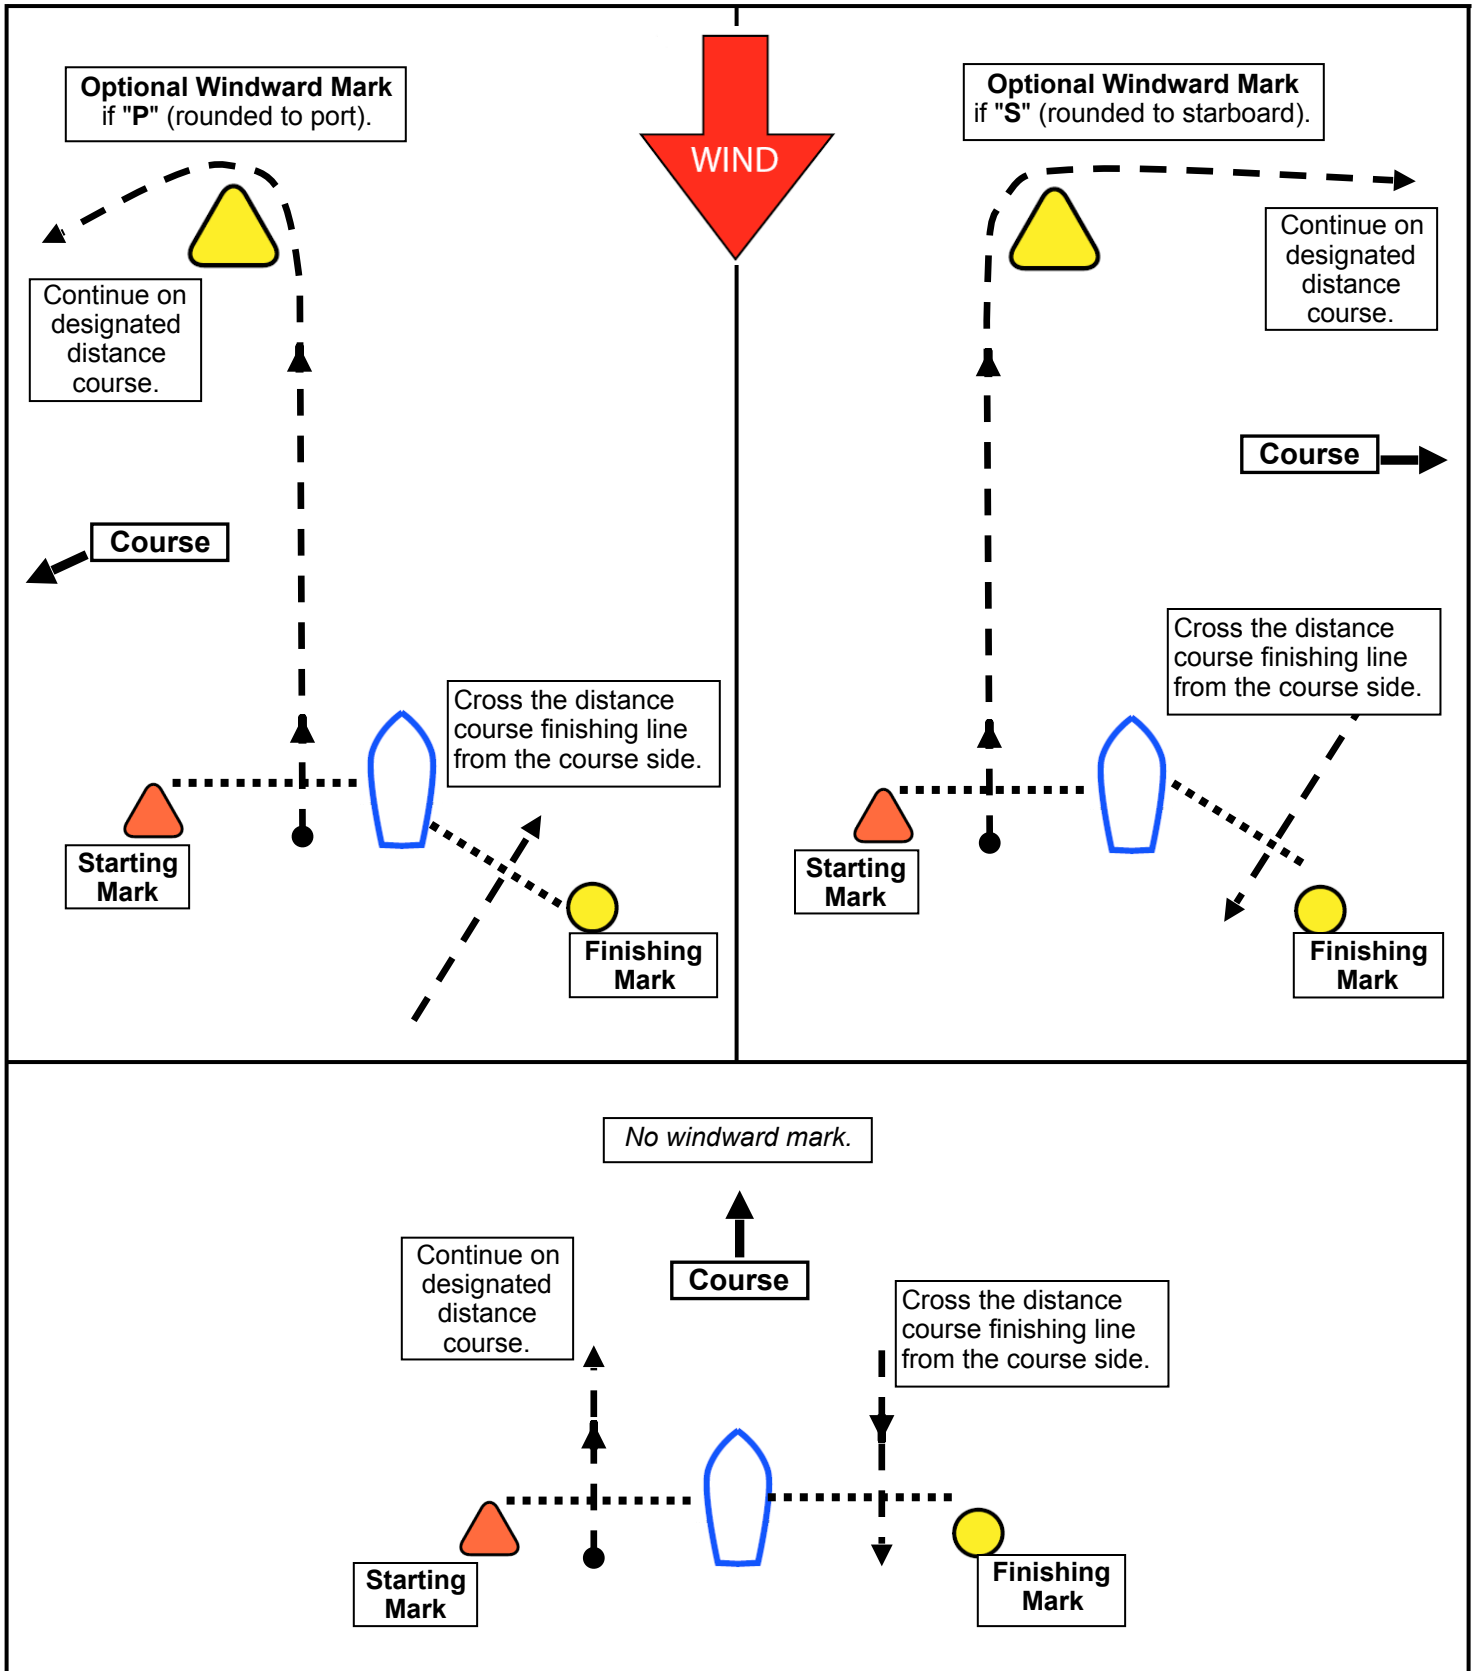 Optional Windward Mark
if "P" (rounded to port).
WIND
Optional Windward Mark
if "S" (rounded to starboard).
Continue on
designated
distance
course.
Continue on
designated
distance
course.
Course
Course
Cross the distance
course finishing line
from the course side.
Cross the distance
course finishing line
from the course side.
Starting
Mark
Finishing
Mark
Starting
Mark
Finishing
Mark
No windward mark.
Continue on
designated
distance
course.
Course
Cross the distance
course finishing line
from the course side.
Starting
Mark
Finishing
Mark